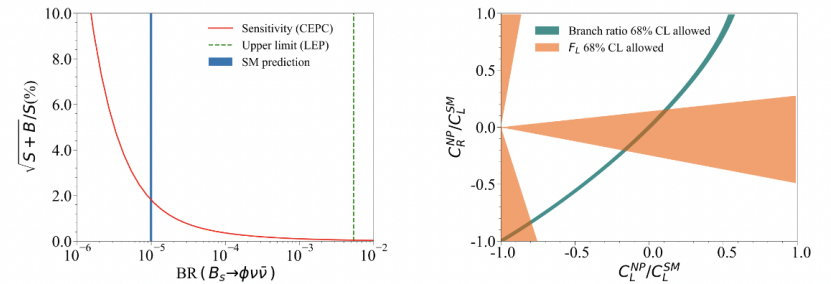 10.0
8.0
6.0
4.0
2.0
0.0
√S + B/S(%)
Sensitivity (CEPC)
Upper limit (LEP)
SM prediction
10⁻⁶ 10⁻⁵ 10⁻⁴ 10⁻³ 10⁻²
BR (Bₛ→ϕνν̄)
1.0
0.5
0.0
-0.5
-1.0
C_R^NP/C_L^SM
Branch ratio 68% CL allowed
F_L 68% CL allowed
-1.0 -0.5 0.0 0.5 1.0
C_L^NP/C_L^SM